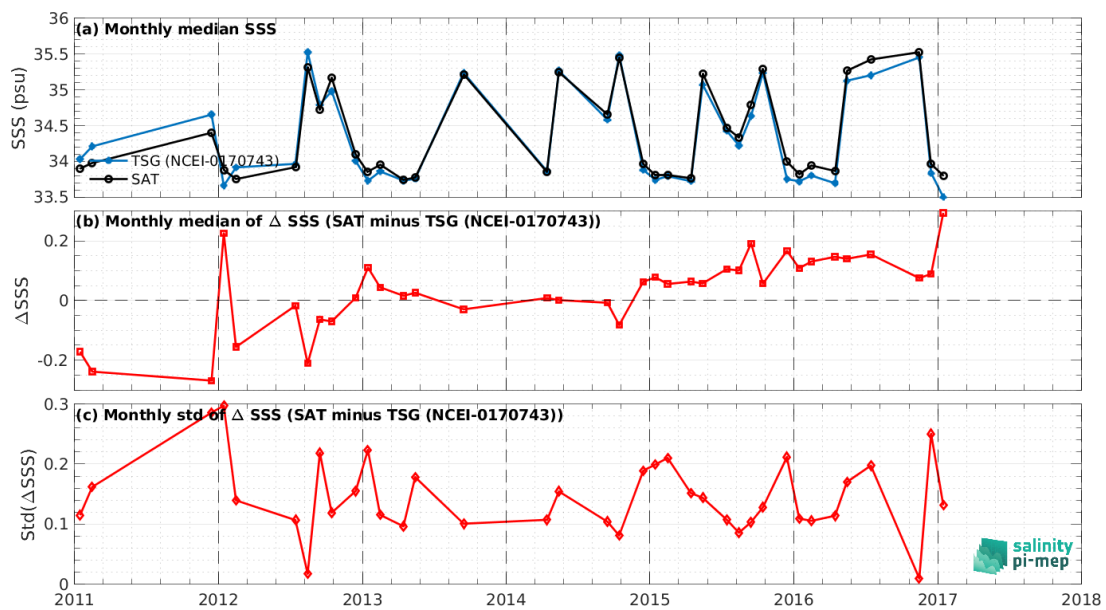 (a) Monthly median SSS
36
35.5
35
34.5
34
33.5
SSS (psu)
TSG (NCEI-0170743)
SAT
(b) Monthly median of Δ SSS (SAT minus TSG (NCEI-0170743))
0.2
0
-0.2
Δ SSS
(c) Monthly std of Δ SSS (SAT minus TSG (NCEI-0170743))
0.3
0.2
0.1
0
Std(ΔSSS)
2011 2012 2013 2014 2015 2016 2017 2018
salinity
pi-mep